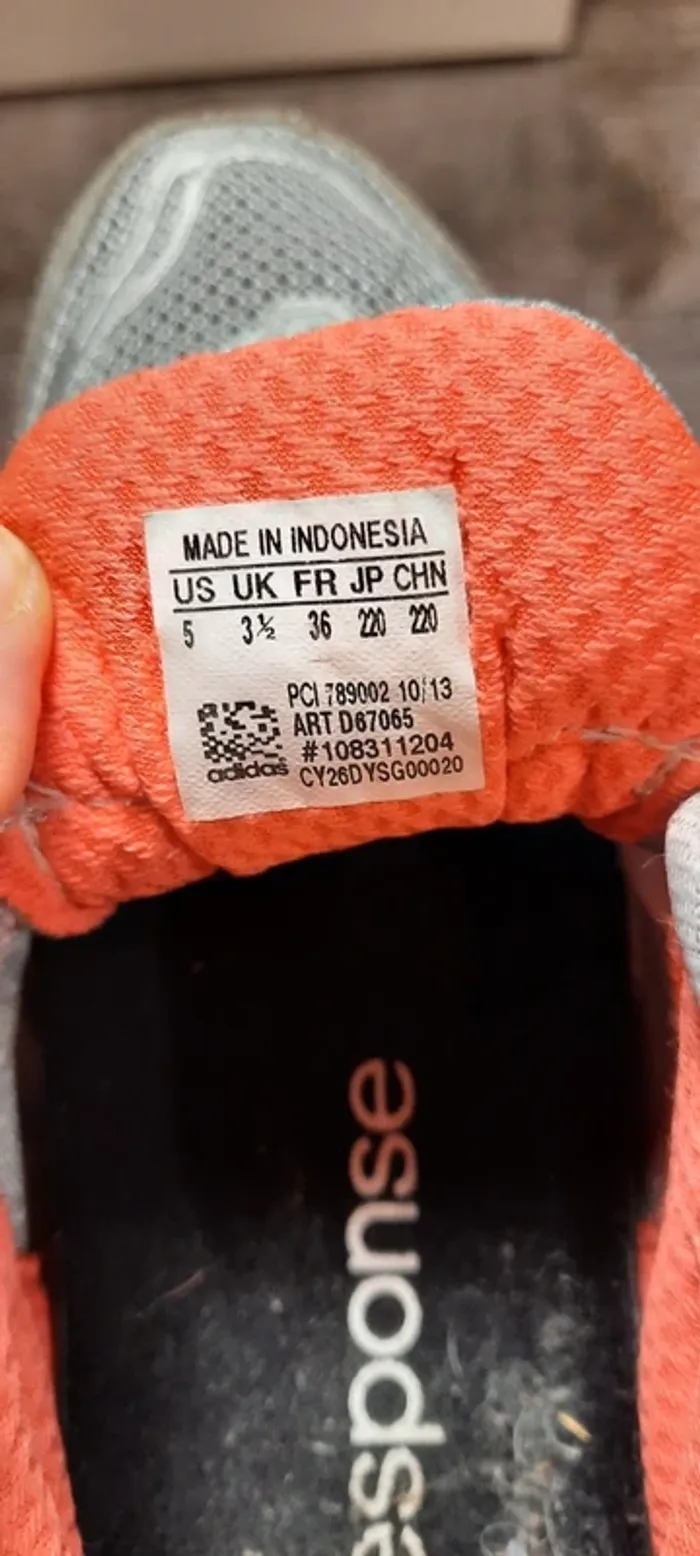 MADE IN INDONESIA
US UK FR JP CHN
5 3½ 36 220 220
PCI 789002 10/13
ART D67065
#108311204
adidas CY26DYSG00020
esponse